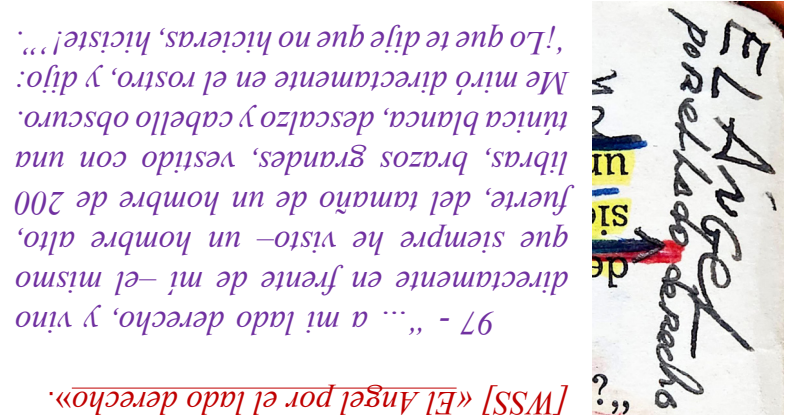 [WSS] «El Angel por el lado derecho».
97 - “... a mi lado derecho, y vino
directamente en frente de mí –el mismo
que siempre he visto– un hombre alto,
fuerte, del tamaño de un hombre de 200
libras, brazos grandes, vestido con una
túnica blanca, descalzo y cabello obscuro.
Me miró directamente en el rostro, y dijo:
‘¡Lo que te dije que no hicieras, hiciste!’”.
EL ÁNGEL
POR el lado derecho
un
sie
de
”?